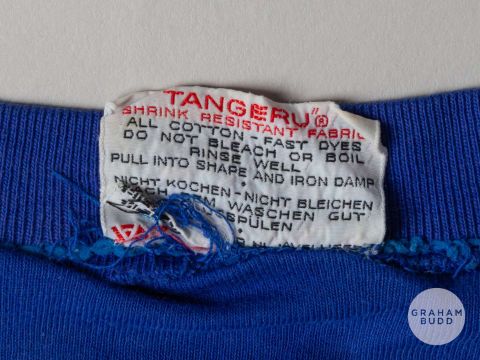 TANGERU" ®
SHRINK RESISTANT FABRIC
ALL COTTON - FAST DYES
DO NOT BLEACH OR BOIL
RINSE WELL
PULL INTO SHAPE AND IRON DAMP
NICHT KOCHEN - NICHT BLEICHEN
WASCHEN GUT
SPÜLEN
GRAHAM
BUDD